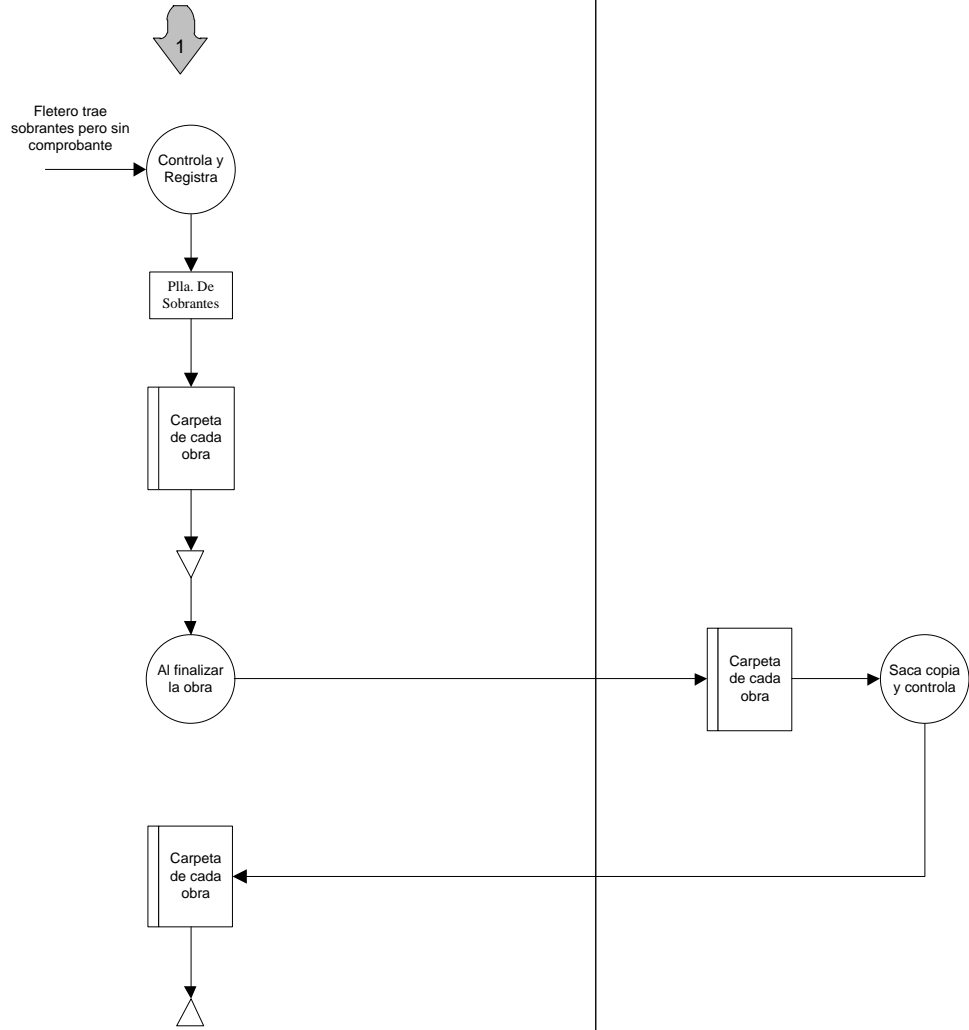 1
Fletero trae
sobrantes pero sin
comprobante
Controla y
Registra
Plla. De
Sobrantes
Carpeta
de cada
obra
Al finalizar
la obra
Carpeta
de cada
obra
Saca copia
y controla
Carpeta
de cada
obra